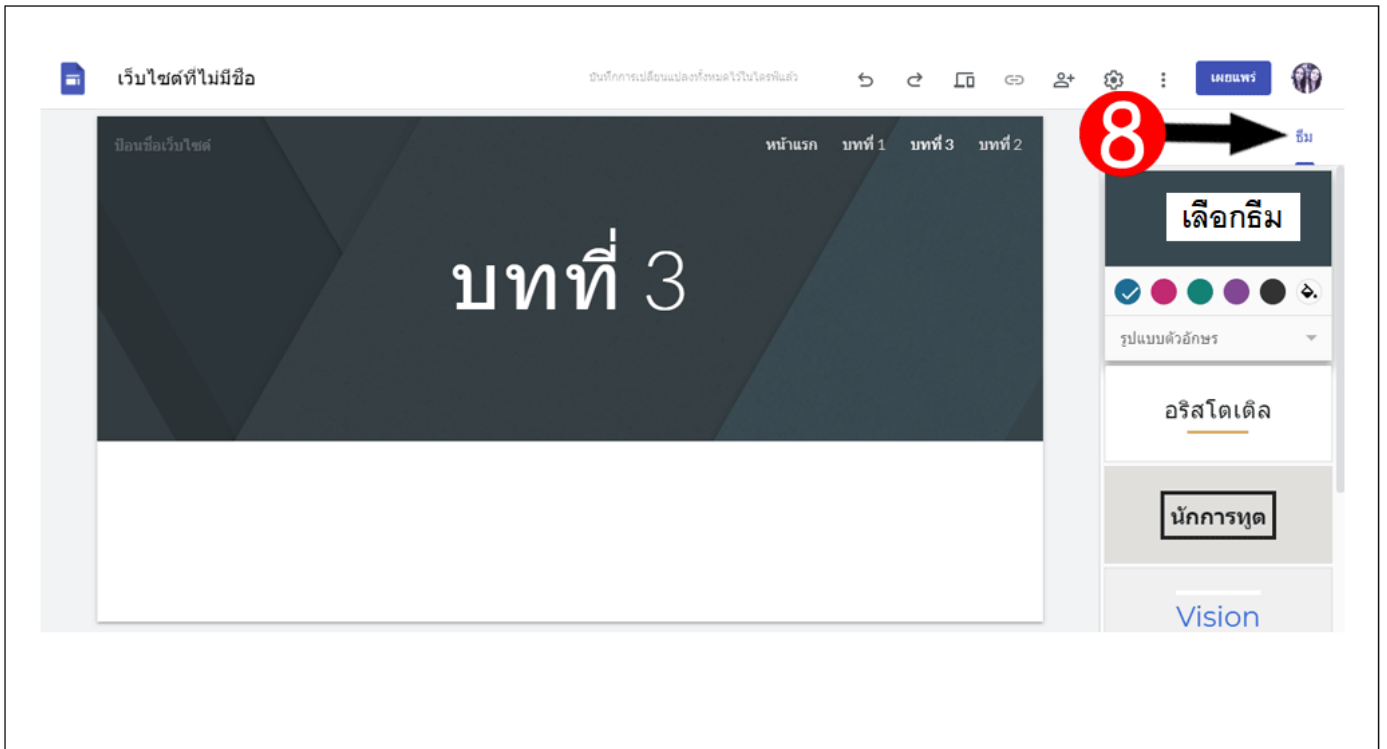 เว็บไซต์ที่ไม่มีชื่อ
บันทึกการเปลี่ยนแปลงทั้งหมดไว้ในไดรฟ์แล้ว
เผยแพร่
ป้อนชื่อเว็บไซต์
หน้าแรก บทที่ 1 บทที่ 3 บทที่ 2
8
ธีม
บทที่ 3
เลือกธีม
รูปแบบตัวอักษร
อริสโตเติล
นักการทูต
Vision